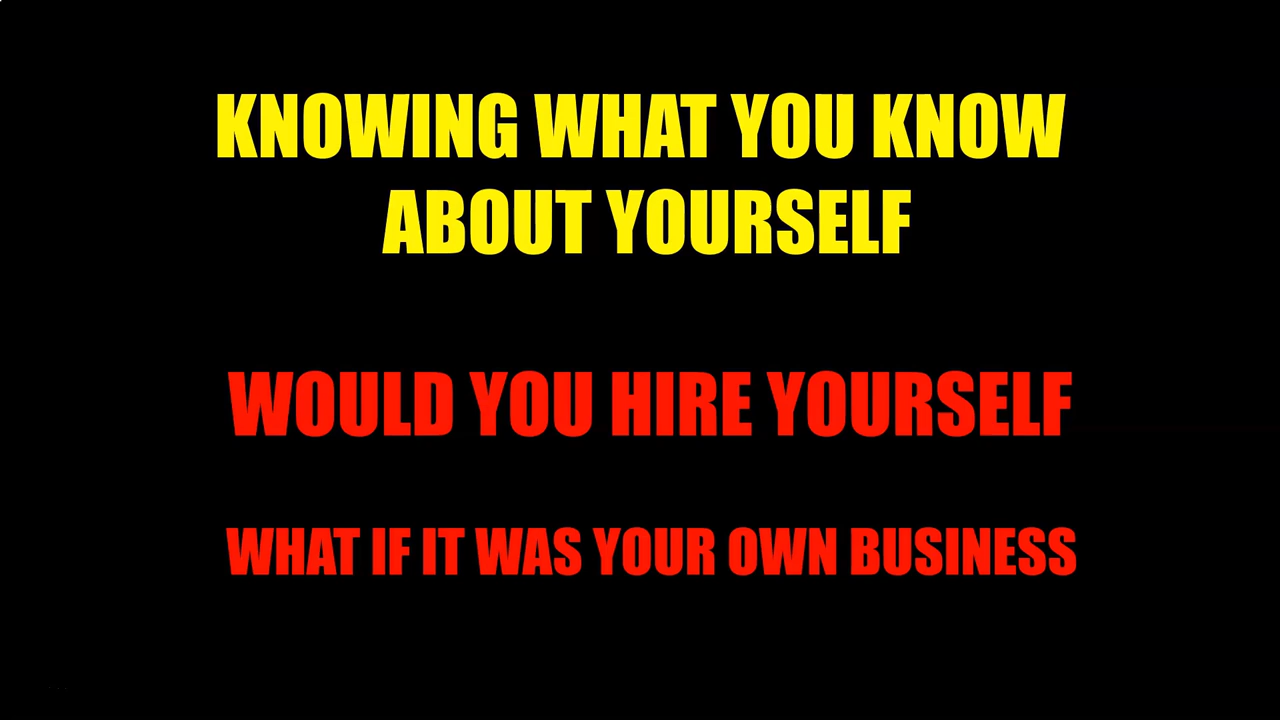 KNOWING WHAT YOU KNOW
ABOUT YOURSELF
WOULD YOU HIRE YOURSELF
WHAT IF IT WAS YOUR OWN BUSINESS